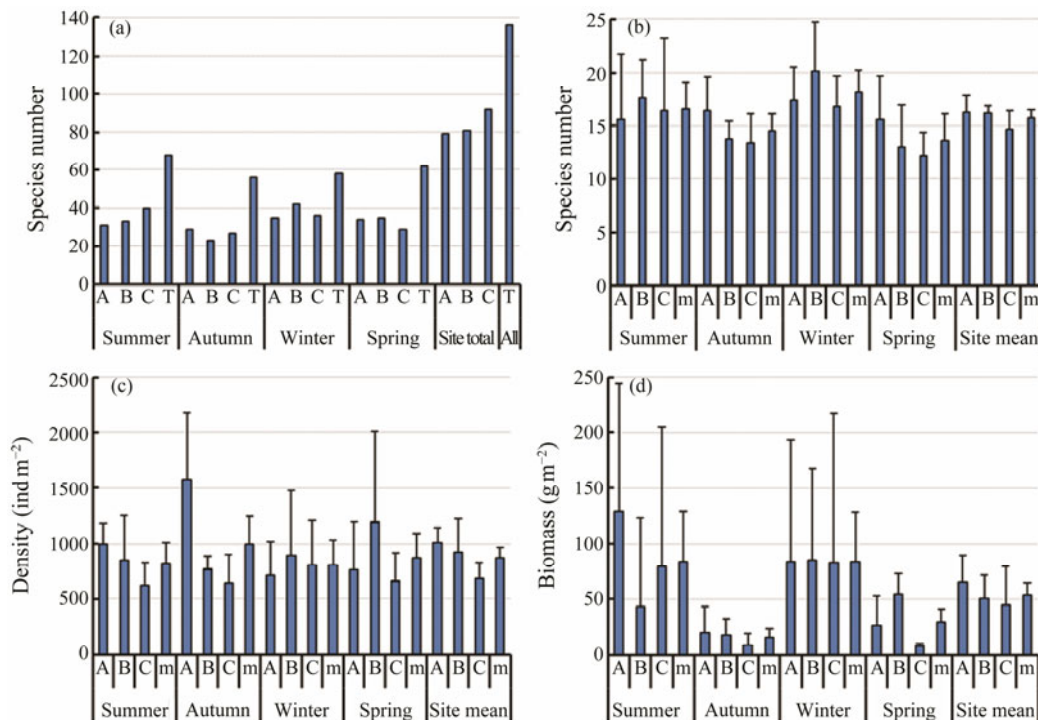 (a)
Species number
140
120
100
80
60
40
20
0
A B C T A B C T A B C T A B C T A B C T
Summer Autumn Winter Spring Site total All
(b)
Species number
25
20
15
10
5
0
A B C m A B C m A B C m A B C m A B C m
Summer Autumn Winter Spring Site mean
(c)
Density (ind m⁻²)
2500
2000
1500
1000
500
0
A B C m A B C m A B C m A B C m A B C m
Summer Autumn Winter Spring Site mean
(d)
Biomass (g m⁻²)
250
200
150
100
50
0
A B C m A B C m A B C m A B C m A B C m
Summer Autumn Winter Spring Site mean